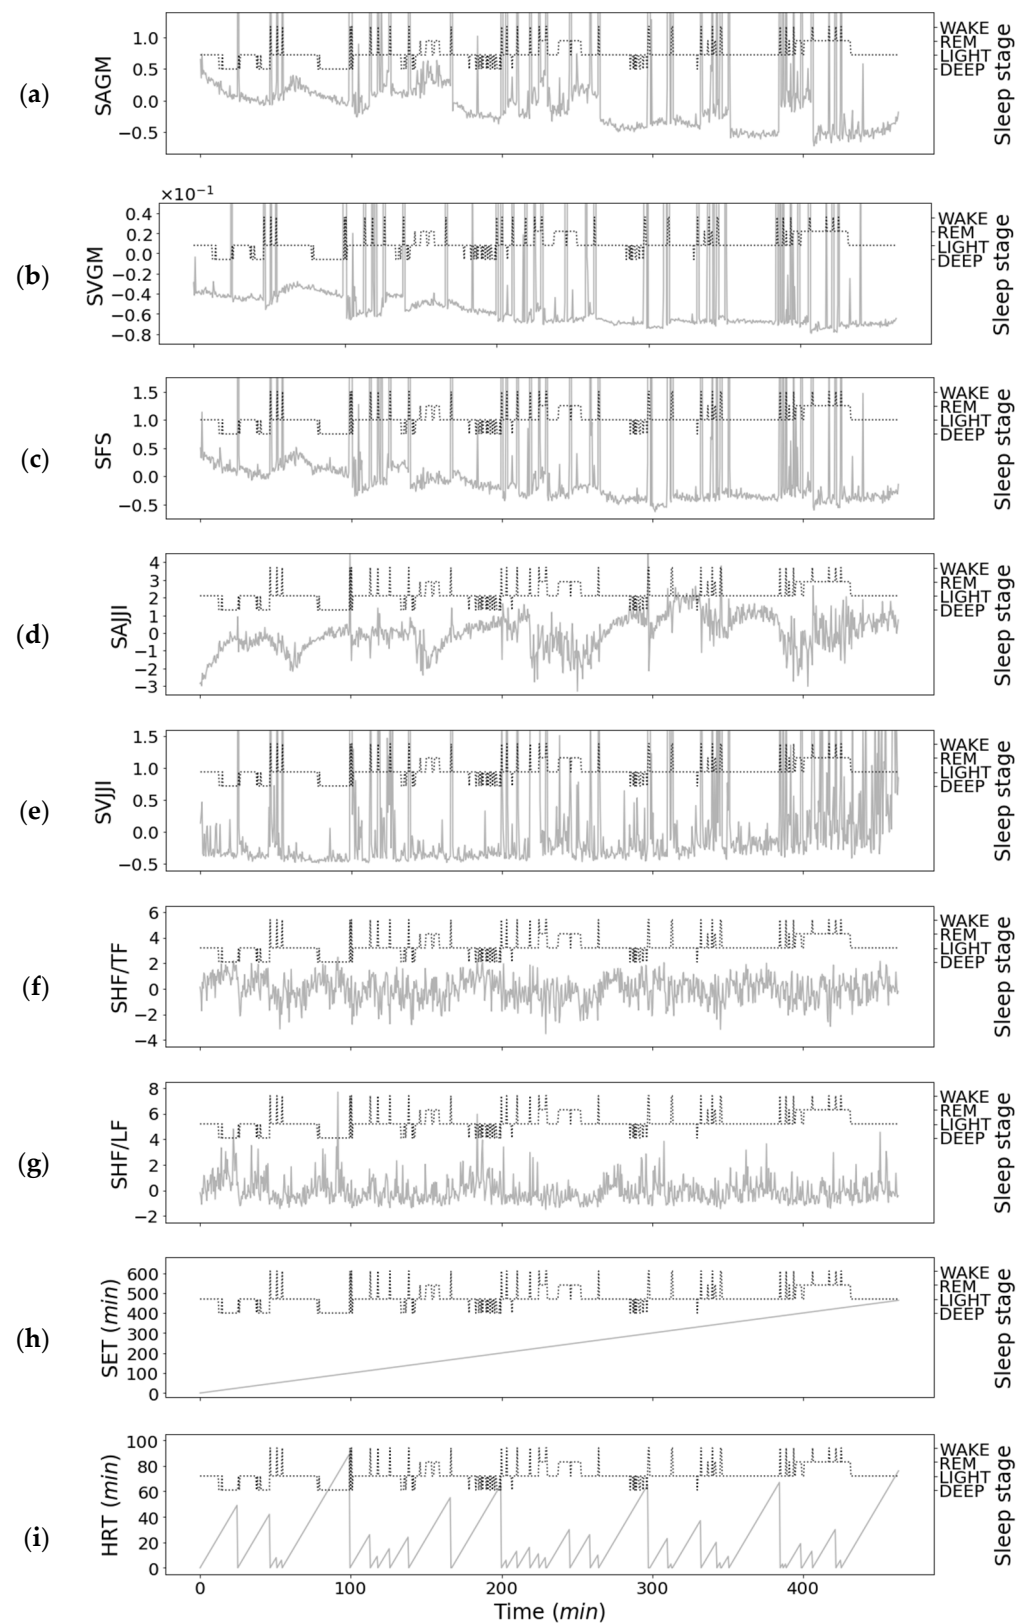 (a)
SAGM
1.0
0.5
0.0
−0.5
WAKE
REM
LIGHT
DEEP
Sleep stage
(b)
×10⁻¹
SVGM
0.4
0.2
0.0
−0.2
−0.4
−0.6
−0.8
WAKE
REM
LIGHT
DEEP
Sleep stage
(c)
SFS
1.5
1.0
0.5
0.0
−0.5
WAKE
REM
LIGHT
DEEP
Sleep stage
(d)
SAJJI
4
3
2
1
0
−1
−2
−3
WAKE
REM
LIGHT
DEEP
Sleep stage
(e)
SVJJI
1.5
1.0
0.5
0.0
−0.5
WAKE
REM
LIGHT
DEEP
Sleep stage
(f)
SHF/TF
6
4
2
0
−2
−4
WAKE
REM
LIGHT
DEEP
Sleep stage
(g)
SHF/LF
8
6
4
2
0
−2
WAKE
REM
LIGHT
DEEP
Sleep stage
(h)
SET (min)
600
500
400
300
200
100
0
WAKE
REM
LIGHT
DEEP
Sleep stage
(i)
HRT (min)
100
80
60
40
20
0
WAKE
REM
LIGHT
DEEP
Sleep stage
0 100 200 300 400
Time (min)